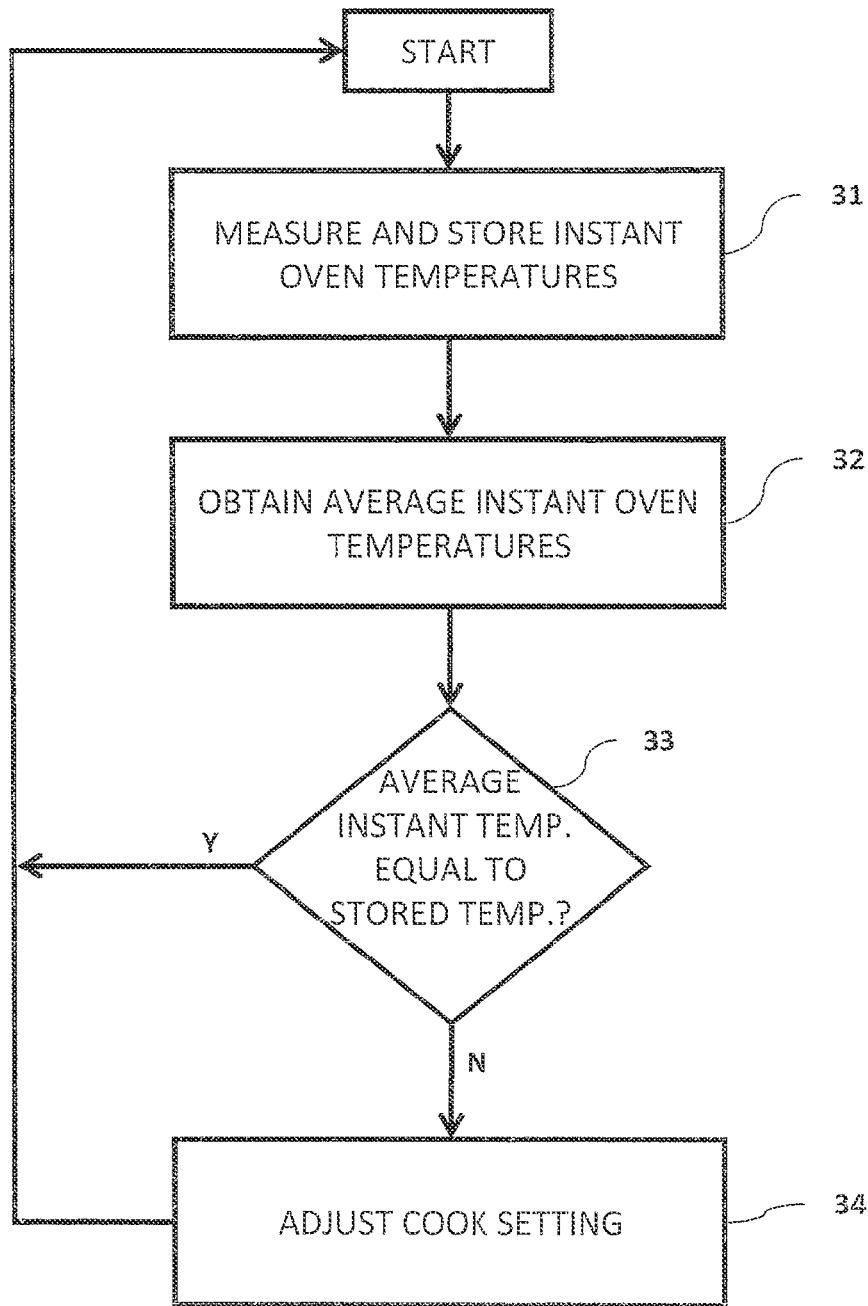 START
31
MEASURE AND STORE INSTANT
OVEN TEMPERATURES
32
OBTAIN AVERAGE INSTANT OVEN
TEMPERATURES
33
AVERAGE
INSTANT TEMP.
EQUAL TO
STORED TEMP.?
Y
N
34
ADJUST COOK SETTING